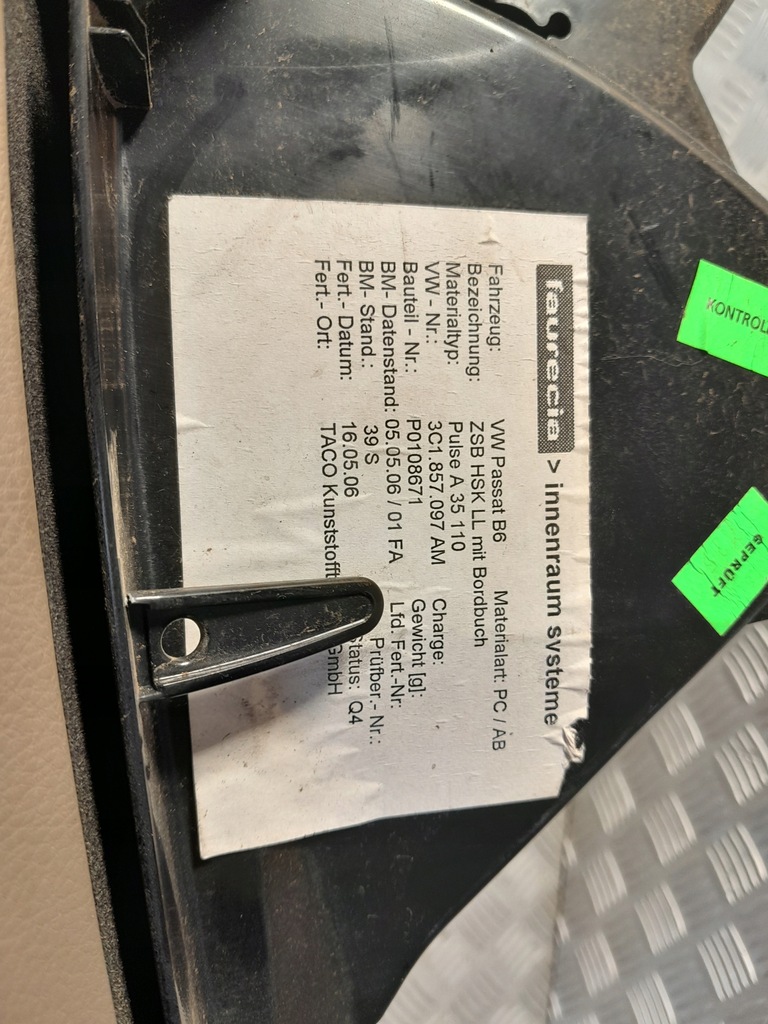 faurecia > innenraum systeme
Fahrzeug: VW Passat B6 Materialart: PC / AB
Bezeichnung: ZSB HSK LL mit Bordbuch
Materialtyp: Pulse A 35 110
VW - Nr.: 3C1.857.097 AM Charge:
Bauteil - Nr.: P0108671 Gewicht [g]:
BM- Datenstand: 05.05.06 / 01 FA Lfd. Fert.-Nr:
BM- Stand.: 39 S Prüfber.- Nr.:
Fert.- Datum: 16.05.06 Status: Q4
Fert.- Ort: TACO Kunststofft GmbH
KONTROL
GEPRÜFT